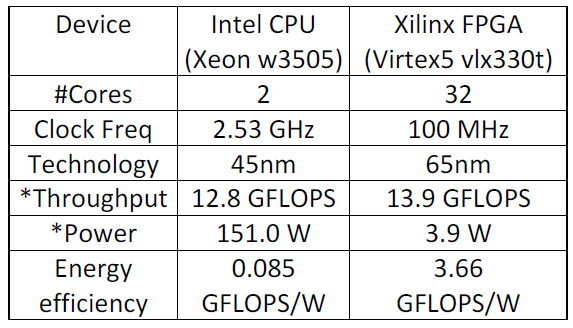 Device Intel CPU Xilinx FPGA
(Xeon w3505) (Virtex5 vlx330t)
#Cores 2 32
Clock Freq 2.53 GHz 100 MHz
Technology 45nm 65nm
*Throughput 12.8 GFLOPS 13.9 GFLOPS
*Power 151.0 W 3.9 W
Energy 0.085 3.66
efficiency GFLOPS/W GFLOPS/W